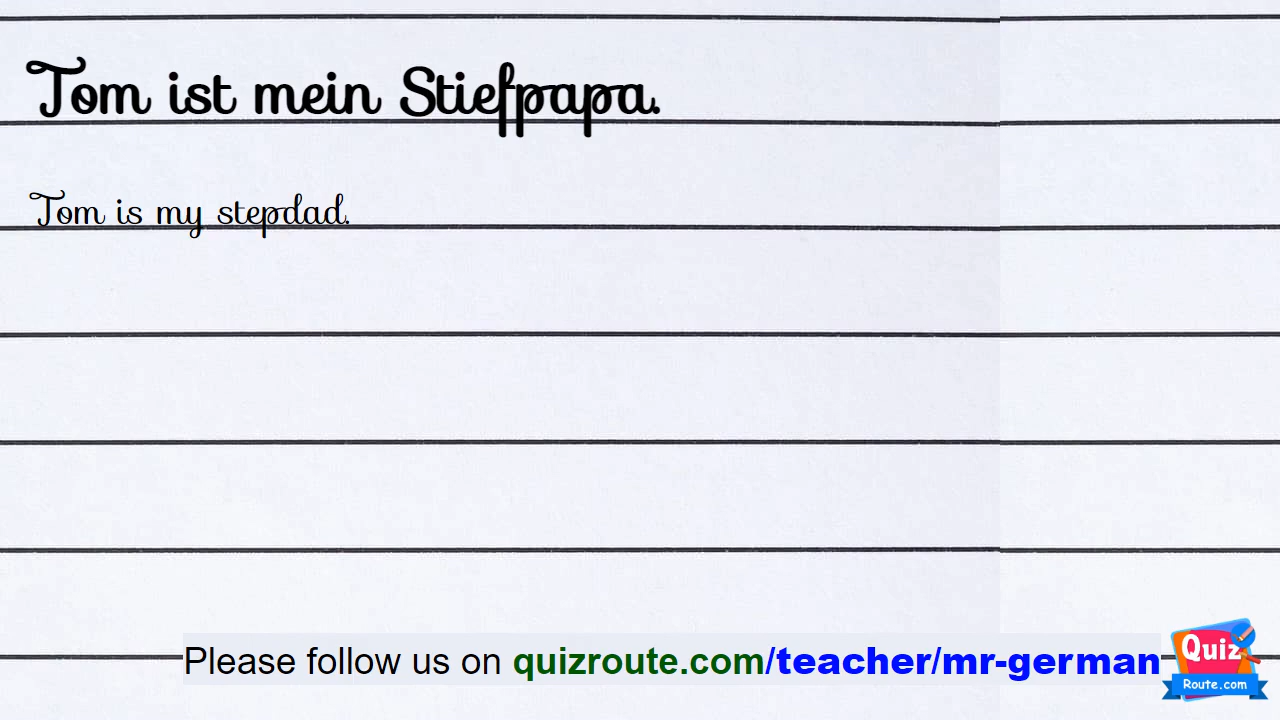 Tom ist mein Stiefpapa.
Tom is my stepdad.
Please follow us on quizroute.com/teacher/mr-german
Quiz
Route.com